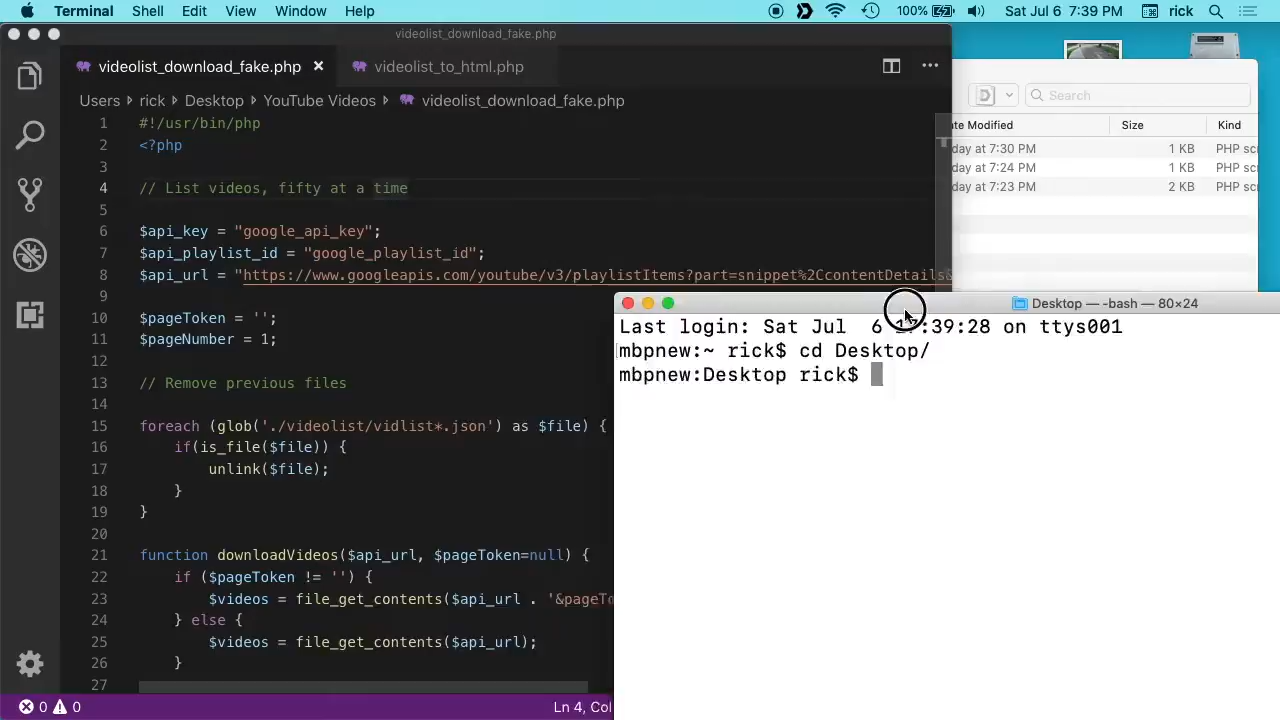 Terminal Shell Edit View Window Help 100% Sat Jul 6 7:39 PM rick
videolist_download_fake.php
videolist_download_fake.php × videolist_to_html.php
Users › rick › Desktop › YouTube Videos › videolist_download_fake.php
1 #!/usr/bin/php
2 <?php
3
4 // List videos, fifty at a time
5
6 $api_key = "google_api_key";
7 $api_playlist_id = "google_playlist_id";
8 $api_url = "https://www.googleapis.com/youtube/v3/playlistItems?part=snippet%2CcontentDetails&
9
10 $pageToken = '';
11 $pageNumber = 1;
12
13 // Remove previous files
14
15 foreach (glob('./videolist/vidlist*.json') as $file) {
16 if(is_file($file)) {
17 unlink($file);
18 }
19 }
20
21 function downloadVideos($api_url, $pageToken=null) {
22 if ($pageToken != '') {
23 $videos = file_get_contents($api_url . '&pageTo
24 } else {
25 $videos = file_get_contents($api_url);
26 }
27
0 0 Ln 4, Col
Search
te Modified Size Kind
day at 7:30 PM 1 KB PHP sc
day at 7:24 PM 1 KB PHP sc
day at 7:23 PM 2 KB PHP sc
Desktop — -bash — 80×24
Last login: Sat Jul 6 :39:28 on ttys001
mbpnew:~ rick$ cd Desktop/
mbpnew:Desktop rick$